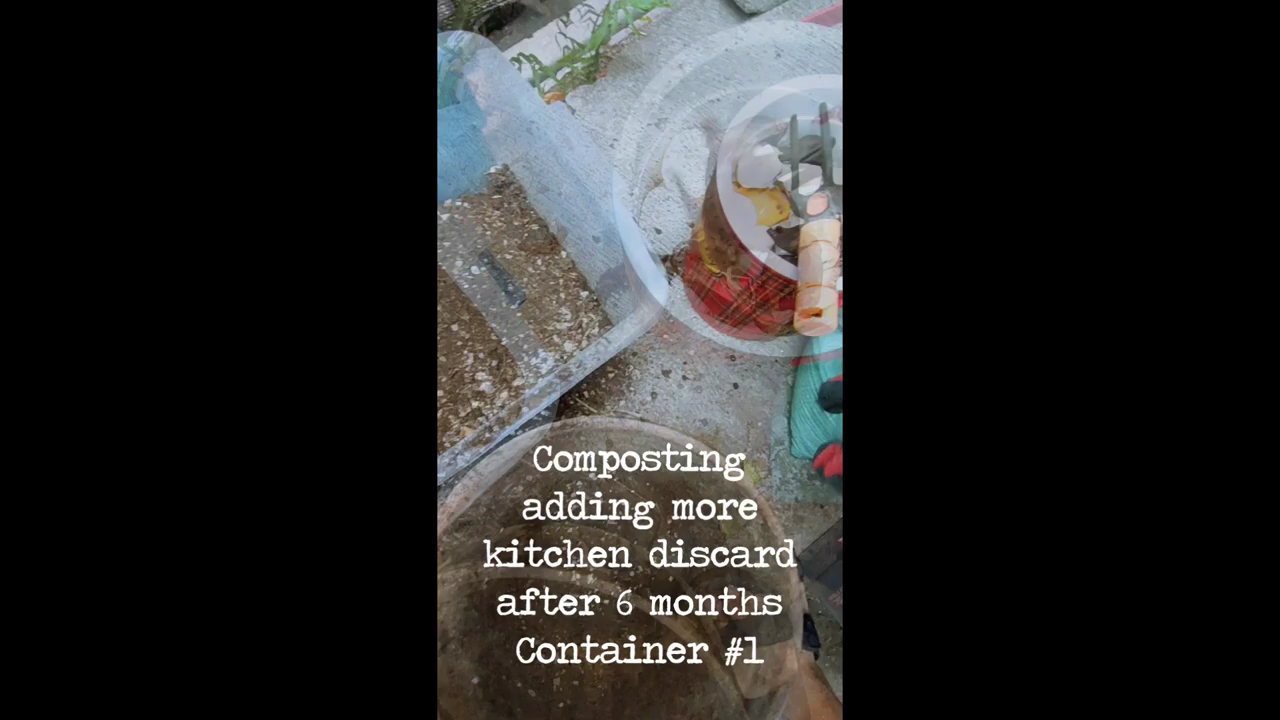 Composting
adding more
kitchen discard
after 6 months
Container #1